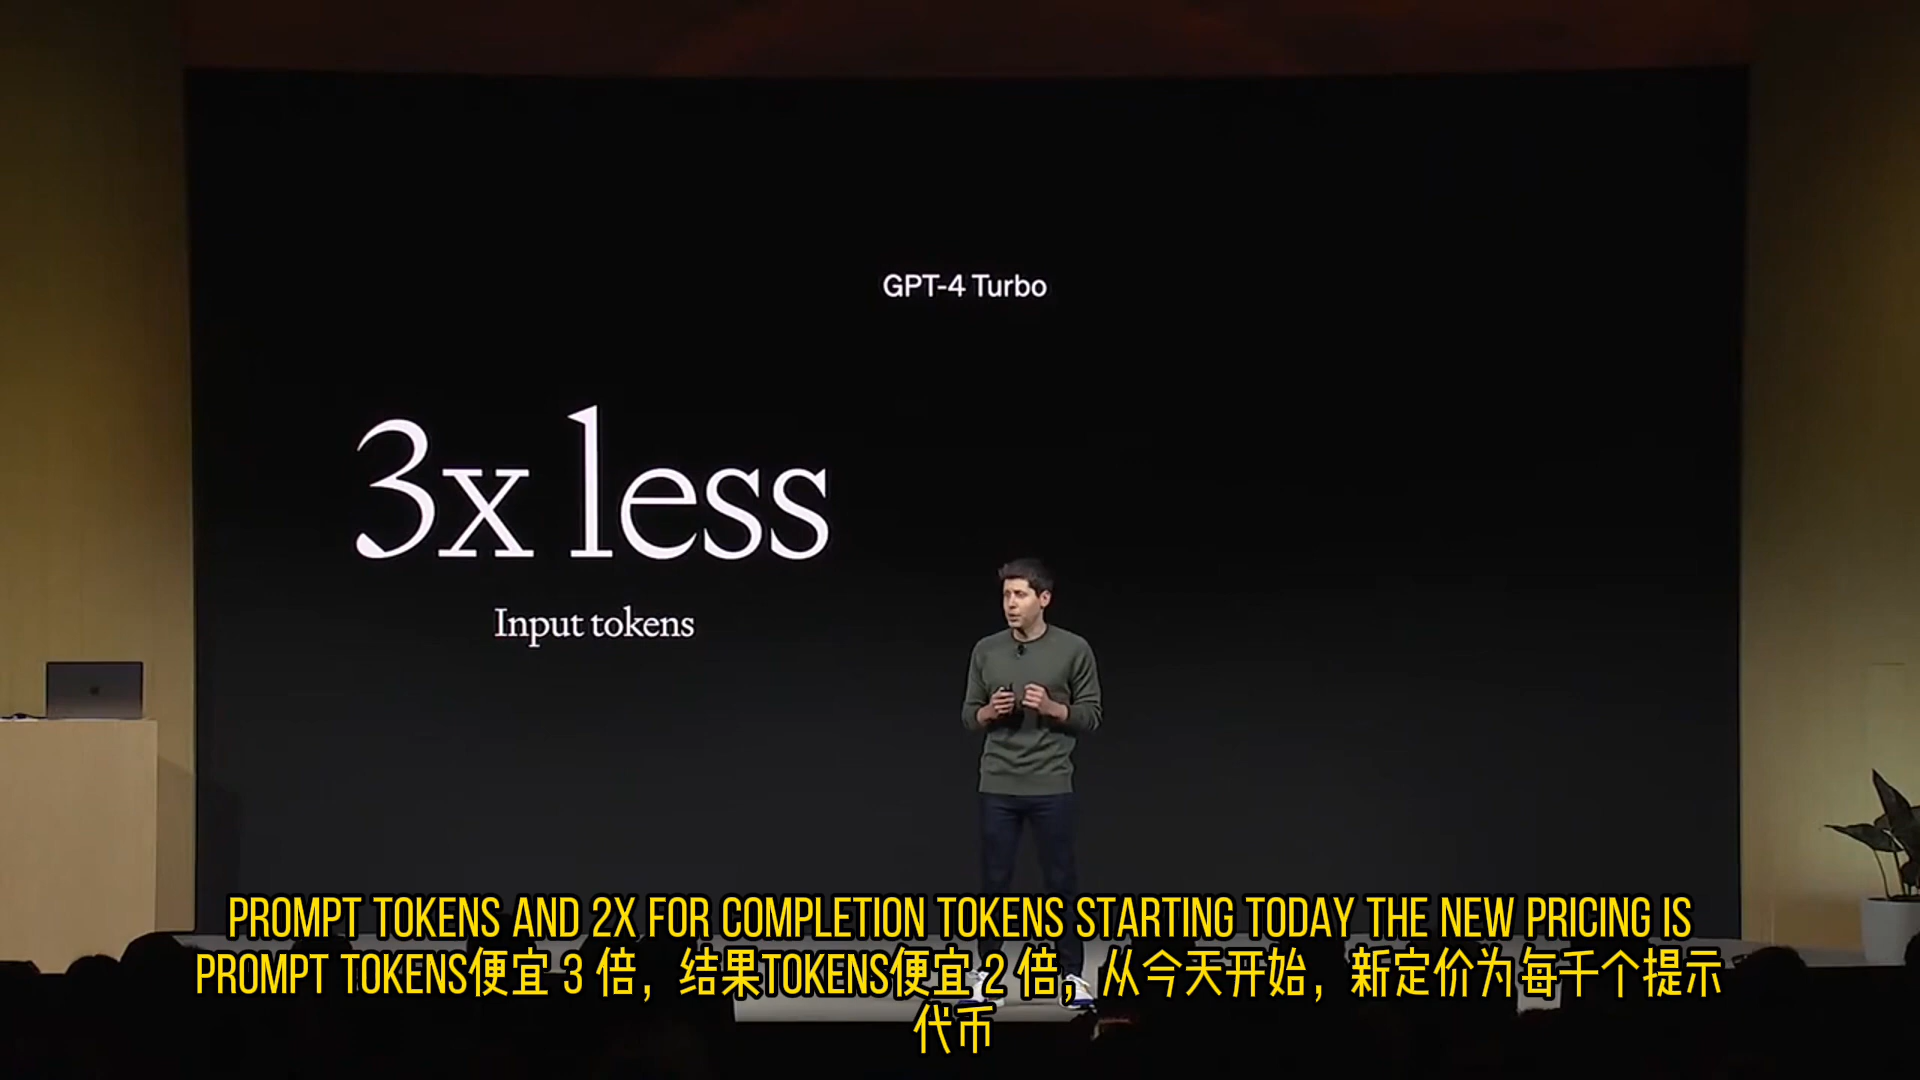 GPT-4 Turbo
3x less
Input tokens
PROMPT TOKENS AND 2X FOR COMPLETION TOKENS STARTING TODAY THE NEW PRICING IS
PROMPT TOKENS便宜 3 倍，结果TOKENS便宜 2 倍，从今天开始，新定价为每千个提示
代币